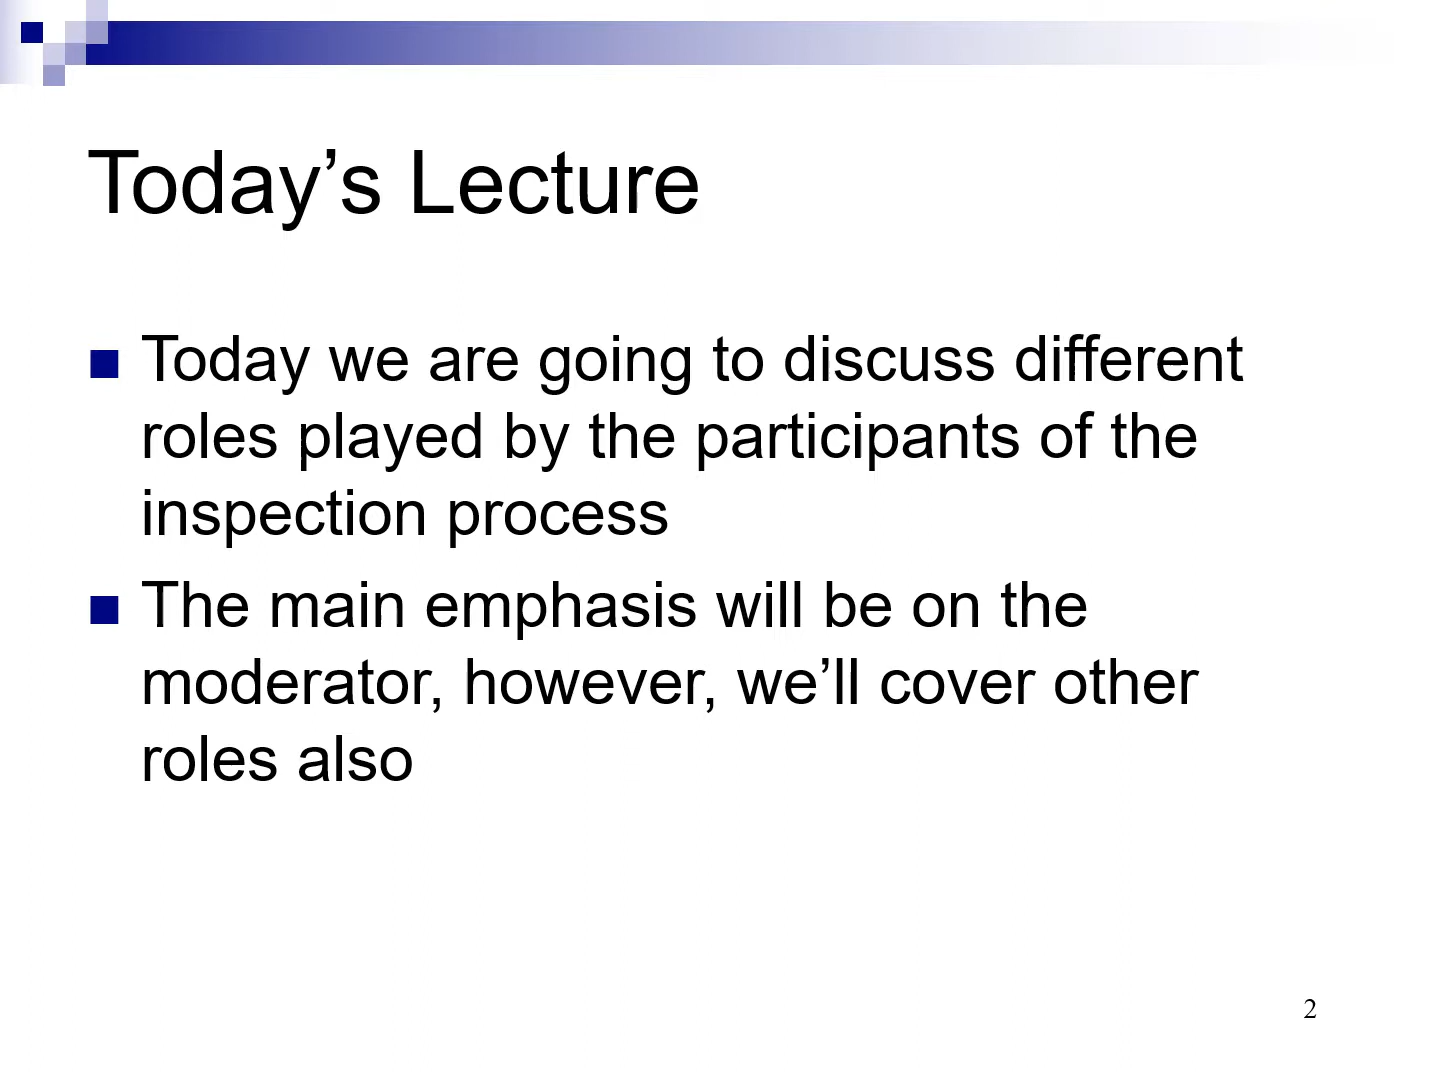 Today’s Lecture
Today we are going to discuss different
roles played by the participants of the
inspection process
The main emphasis will be on the
moderator, however, we’ll cover other
roles also
2